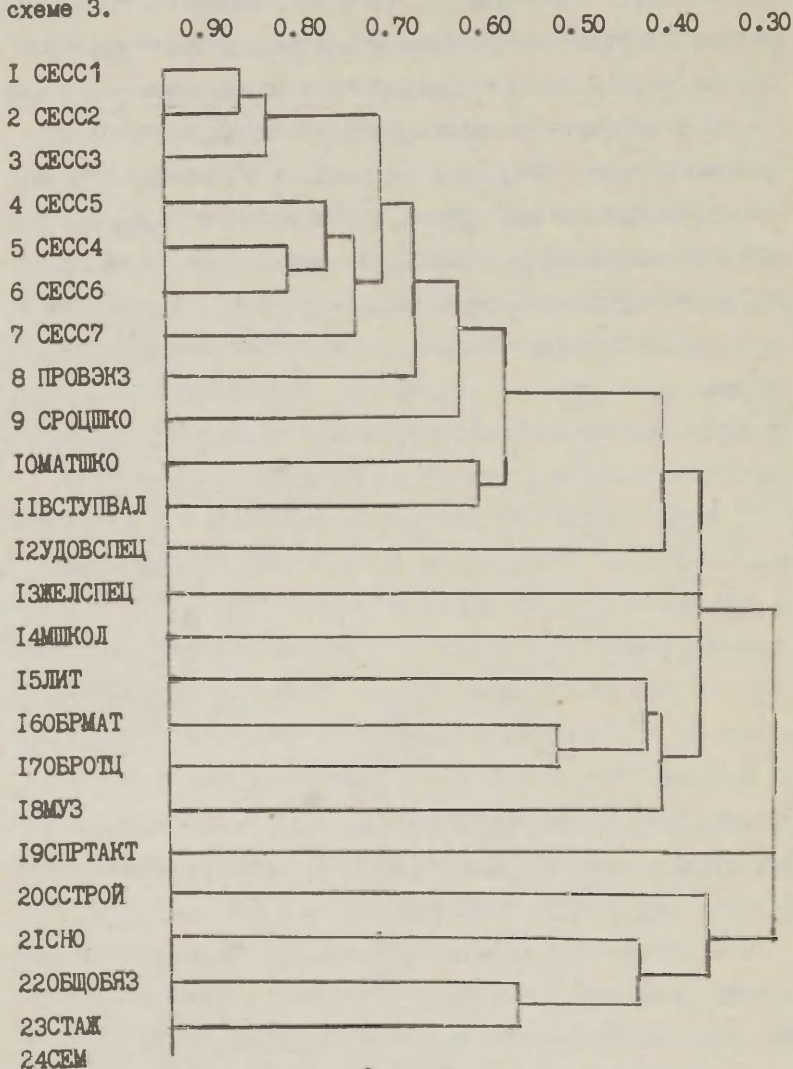 схеме 3.
0.90 0.80 0.70 0.60 0.50 0.40 0.30
I СЕСС1
2 СЕСС2
3 СЕСС3
4 СЕСС5
5 СЕСС4
6 СЕСС6
7 СЕСС7
8 ПРОВЭКЗ
9 СРОЦШКО
IОМАТШКО
IIВСТУПВАЛ
I2УДОВСПЕЦ
I3ЖЕЛСПЕЦ
I4МШКОЛ
I5ЛИТ
I6ОБРМАТ
I7ОБРОТЦ
I8МУЗ
I9СПРТАКТ
20ССТРОЙ
2IСНО
22ОБЩОБЯЗ
23СТАЖ
24СЕМ